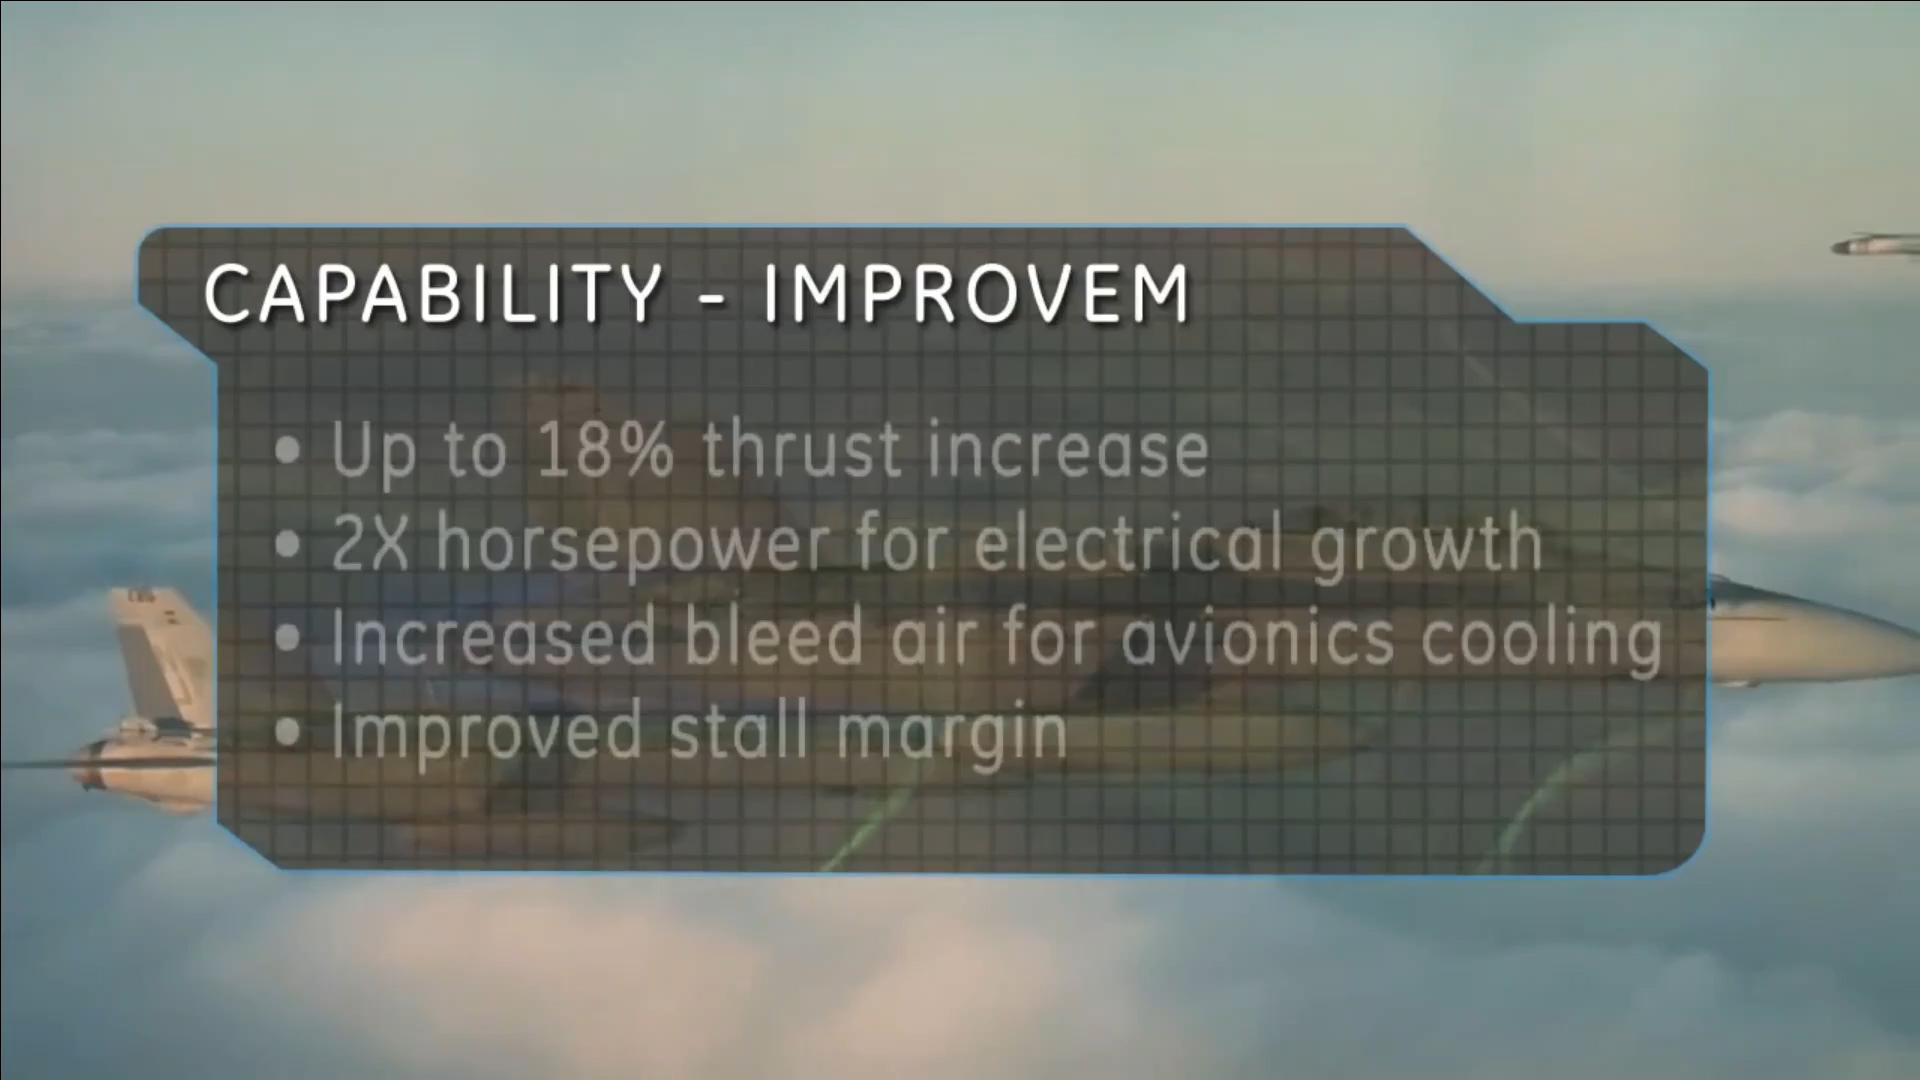 CAPABILITY - IMPROVEM
• Up to 18% thrust increase
• 2X horsepower for electrical growth
• Increased bleed air for avionics cooling
• Improved stall margin